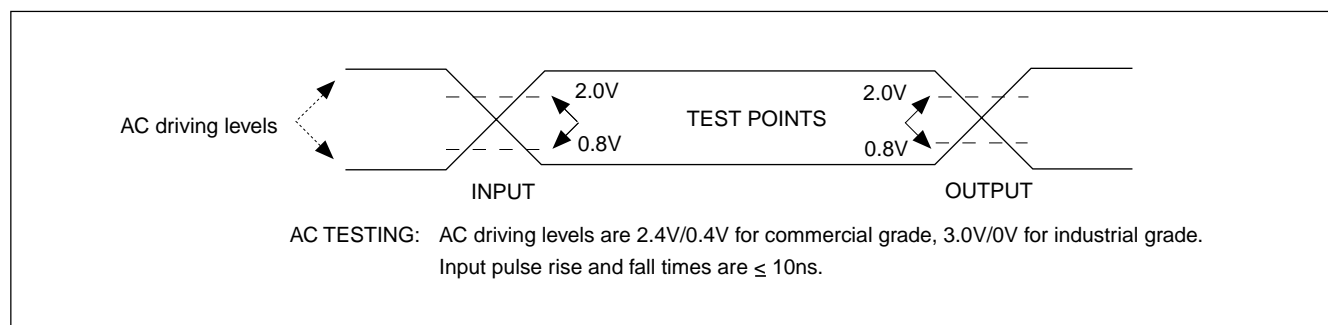 2.0V
2.0V
AC driving levels
TEST POINTS
0.8V
0.8V
INPUT
OUTPUT
AC TESTING: AC driving levels are 2.4V/0.4V for commercial grade, 3.0V/0V for industrial grade.
Input pulse rise and fall times are ≤ 10ns.